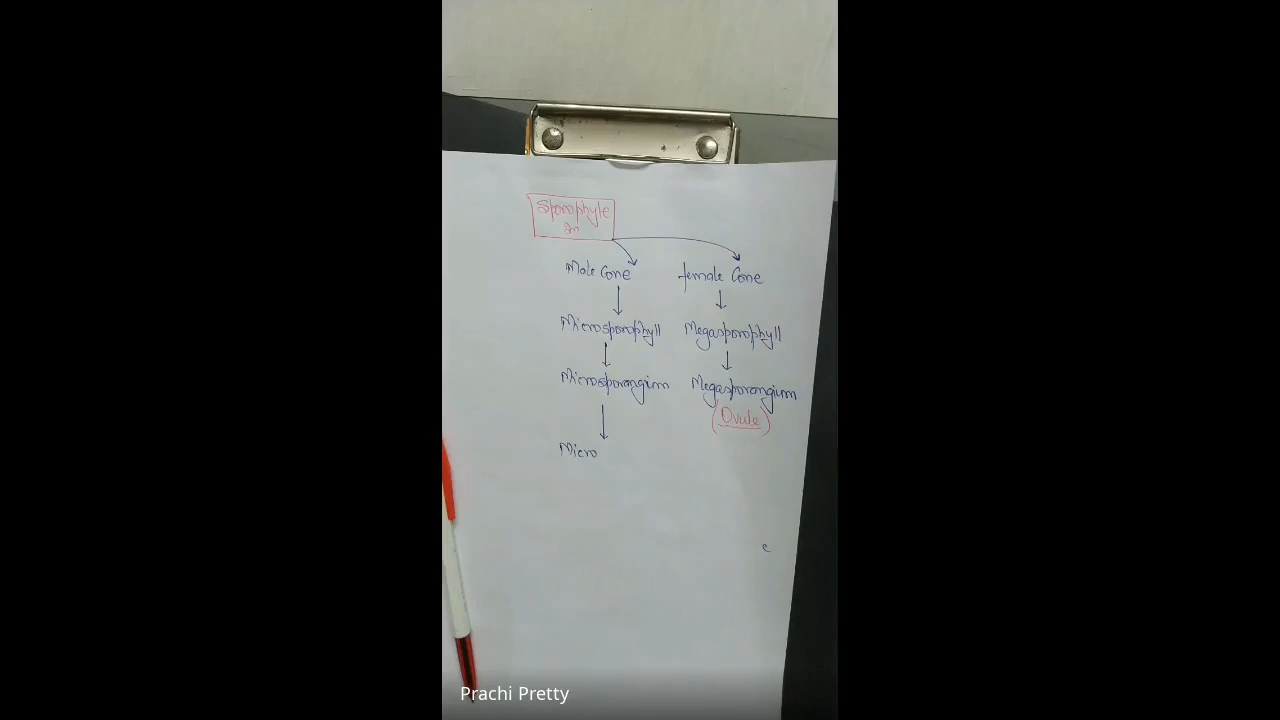 Sporophyte
2n
Male Cone female Cone
Microsporophyll Megasporophyll
Microsporangium Megasporangium
(Ovule)
Micro
c
Prachi Pretty